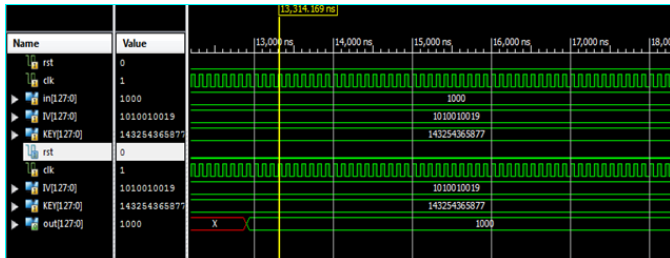 13,314.169 ns
Name Value 13,000 ns 14,000 ns 15,000 ns 16,000 ns 17,000 ns 18,0
rst 0
clk 1
in[127:0] 1000 1000
IV[127:0] 1010010019 1010010019
KEY[127:0] 143254365877 143254365877
rst 0
clk 1
IV[127:0] 1010010019 1010010019
KEY[127:0] 143254365877 143254365877
out[127:0] 1000 X 1000